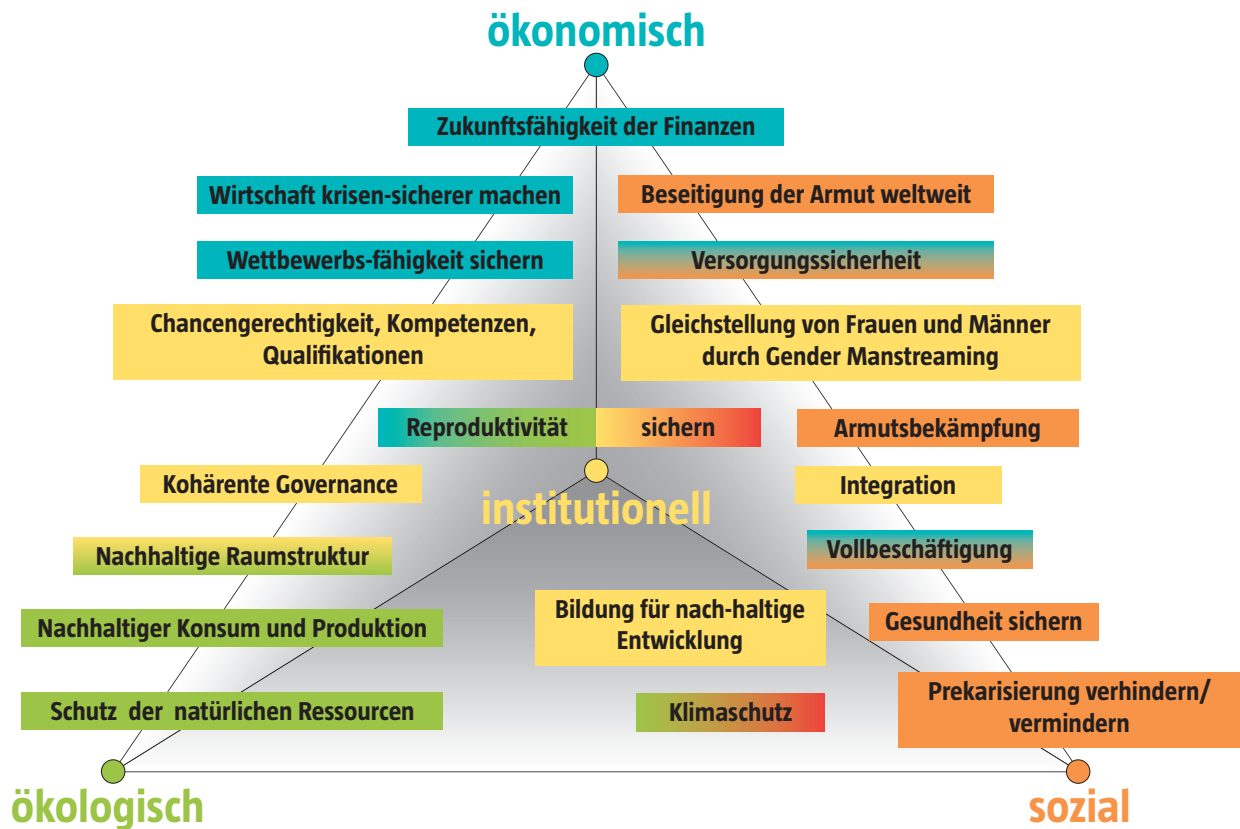 ökonomisch
Zukunftsfähigkeit der Finanzen
Wirtschaft krisen-sicherer machen
Beseitigung der Armut weltweit
Wettbewerbs-fähigkeit sichern
Versorgungssicherheit
Chancengerechtigkeit, Kompetenzen,
Qualifikationen
Gleichstellung von Frauen und Männer
durch Gender Manstreaming
Reproduktivität sichern
Armutsbekämpfung
Kohärente Governance
Integration
institutionell
Nachhaltige Raumstruktur
Vollbeschäftigung
Nachhaltiger Konsum und Produktion
Bildung für nach-haltige
Entwicklung
Gesundheit sichern
Schutz der natürlichen Ressourcen
Klimaschutz
Prekarisierung verhindern/
vermindern
ökologisch
sozial